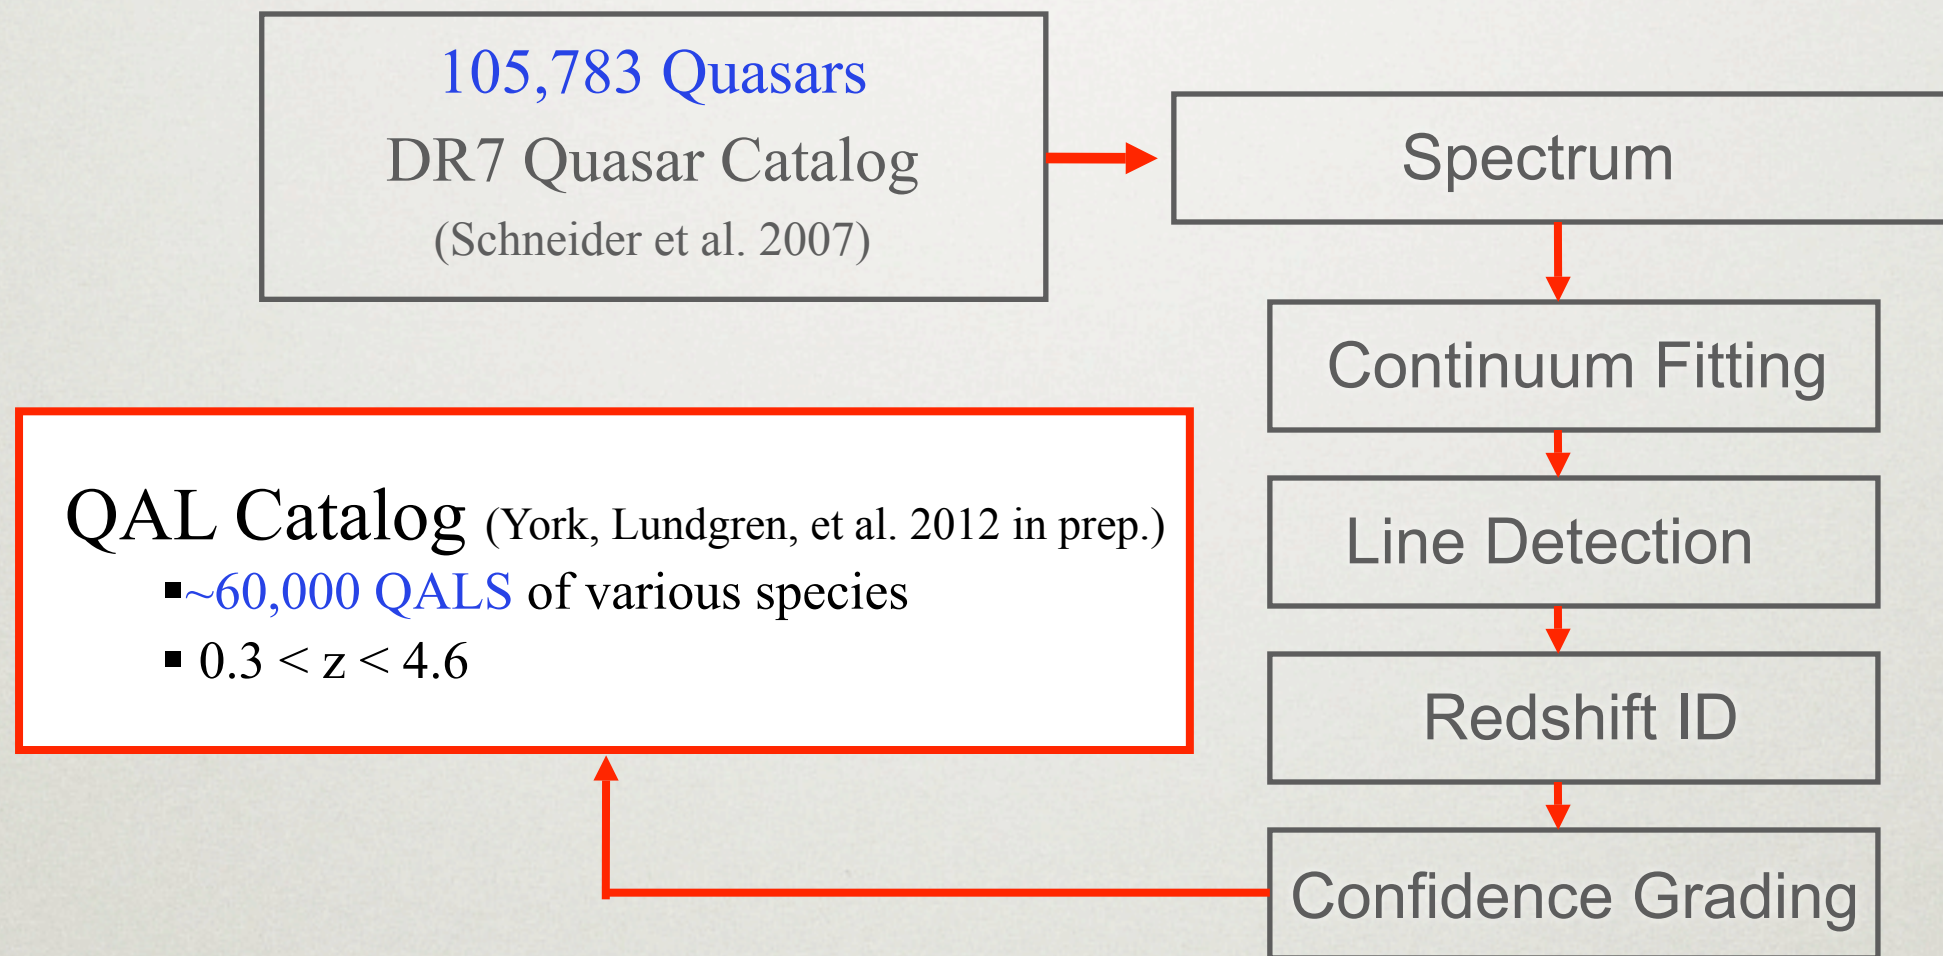 105,783 Quasars
DR7 Quasar Catalog
(Schneider et al. 2007)
Spectrum
Continuum Fitting
Line Detection
Redshift ID
Confidence Grading
QAL Catalog (York, Lundgren, et al. 2012 in prep.)
▪~60,000 QALS of various species
▪ 0.3 < z < 4.6